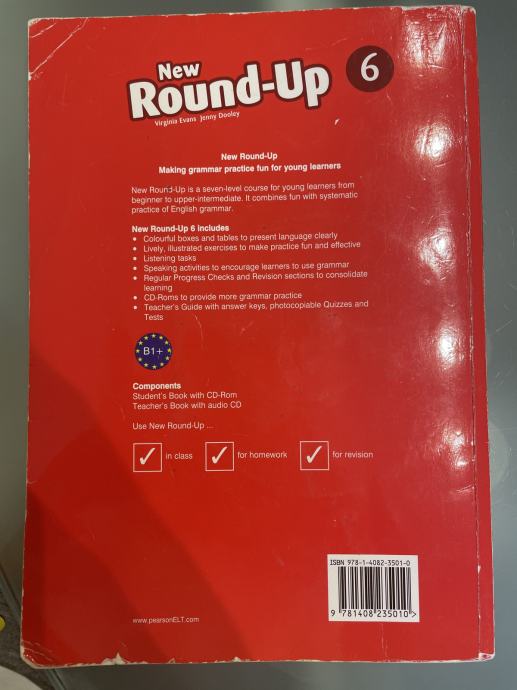 New
Round-Up 6
Virginia Evans Jenny Dooley
New Round-Up
Making grammar practice fun for young learners
New Round-Up is a seven-level course for young learners from
beginner to upper-intermediate. It combines fun with systematic
practice of English grammar.
New Round-Up 6 includes
• Colourful boxes and tables to present language clearly
• Lively, illustrated exercises to make practice fun and effective
• Listening tasks
• Speaking activities to encourage learners to use grammar
• Regular Progress Checks and Revision sections to consolidate
learning
• CD-Roms to provide more grammar practice
• Teacher's Guide with answer keys, photocopiable Quizzes and
Tests
B1+
Components
Student's Book with CD-Rom
Teacher's Book with audio CD
Use New Round-Up ...
✓ in class ✓ for homework ✓ for revision
ISBN 978-1-4082-3501-0
9 781408 235010 >
www.pearsonELT.com